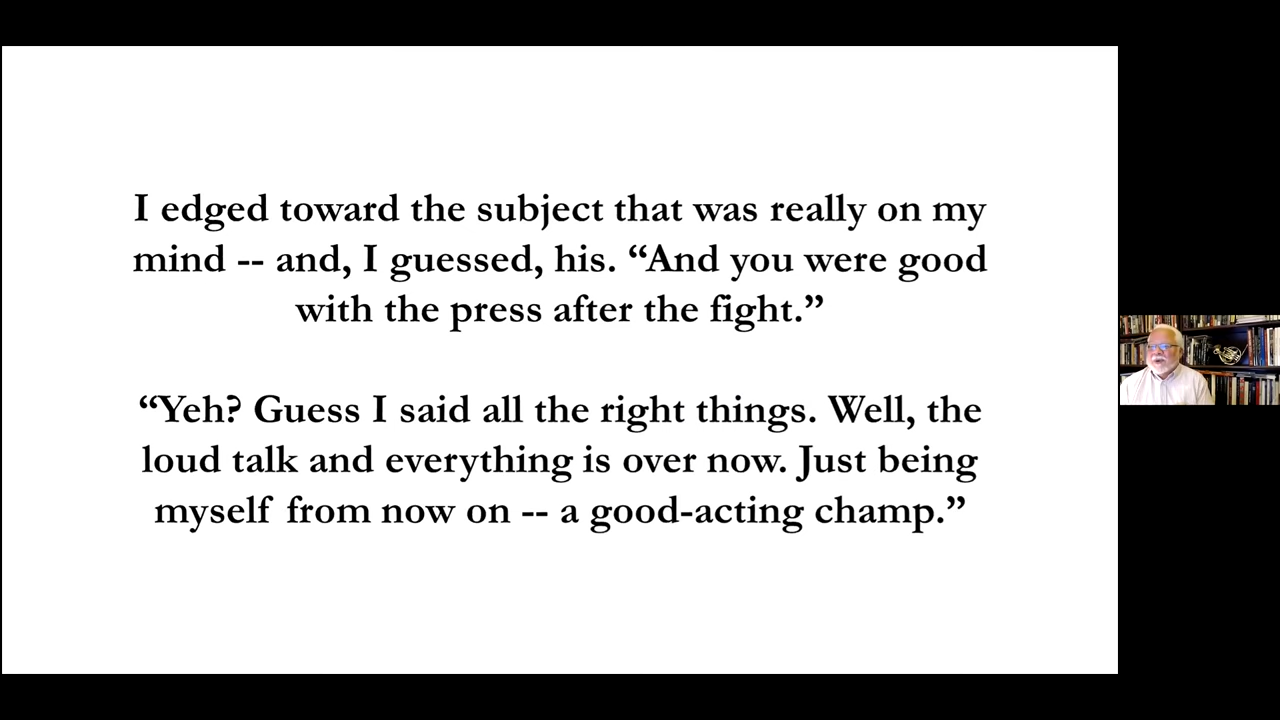 I edged toward the subject that was really on my
mind -- and, I guessed, his. “And you were good
with the press after the fight.”
“Yeh? Guess I said all the right things. Well, the
loud talk and everything is over now. Just being
myself from now on -- a good-acting champ.”